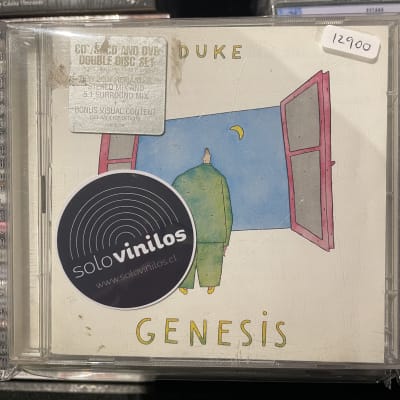 CD/SACD AND DVD
DOUBLE DISC SET
STEREO MIX AND
5.1 SURROUND MIX
+
BONUS VISUAL CONTENT
DUKE
12900
solovinilos
www.solovinilos.cl
GENESiS